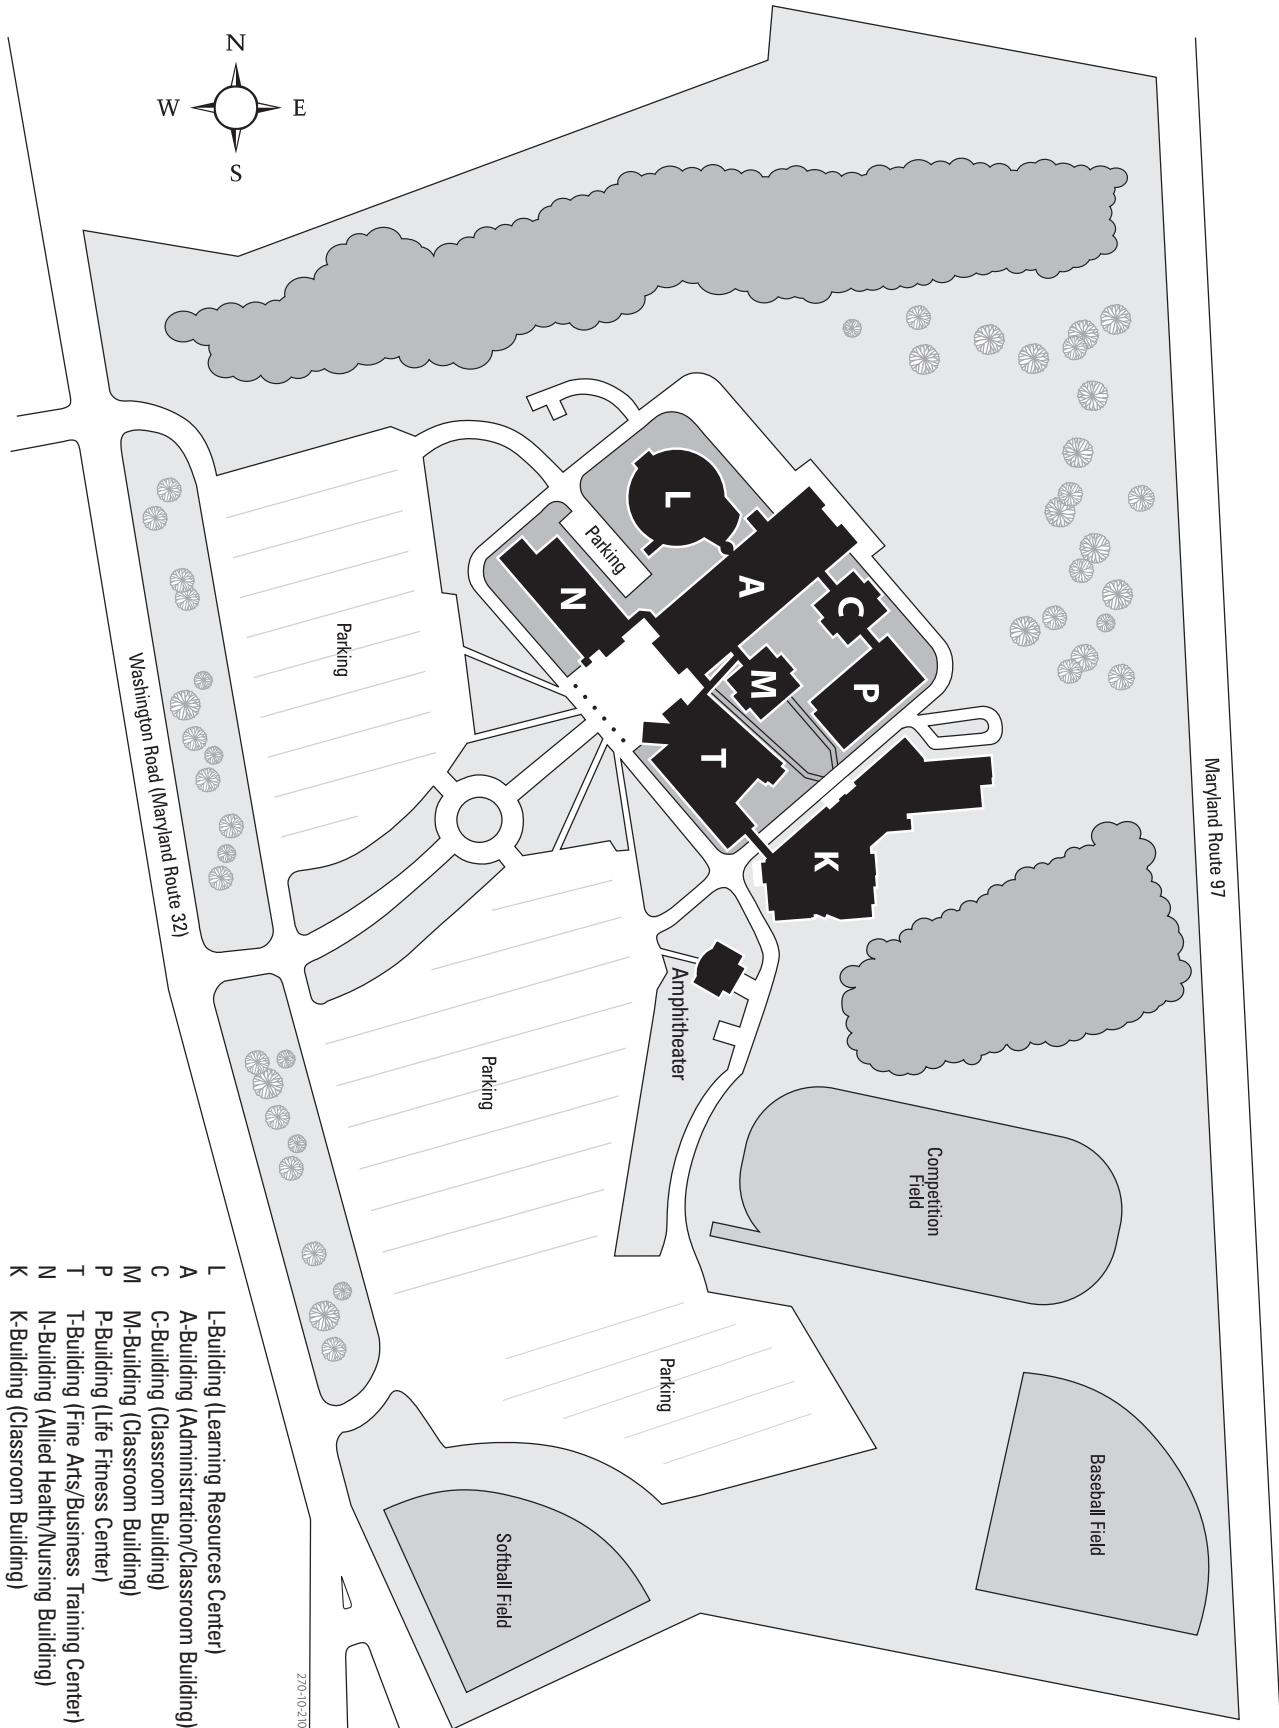 N
W E
S
Maryland Route 97
L
A
C
M
P
N
T
K
Parking
Parking
Washington Road (Maryland Route 32)
Amphitheater
Parking
Competition
Field
Parking
Baseball Field
Softball Field
L L-Building (Learning Resources Center)
A A-Building (Administration/Classroom Building)
C C-Building (Classroom Building)
M M-Building (Classroom Building)
P P-Building (Life Fitness Center)
T T-Building (Fine Arts/Business Training Center)
N N-Building (Allied Health/Nursing Building)
K K-Building (Classroom Building)
270-10-210